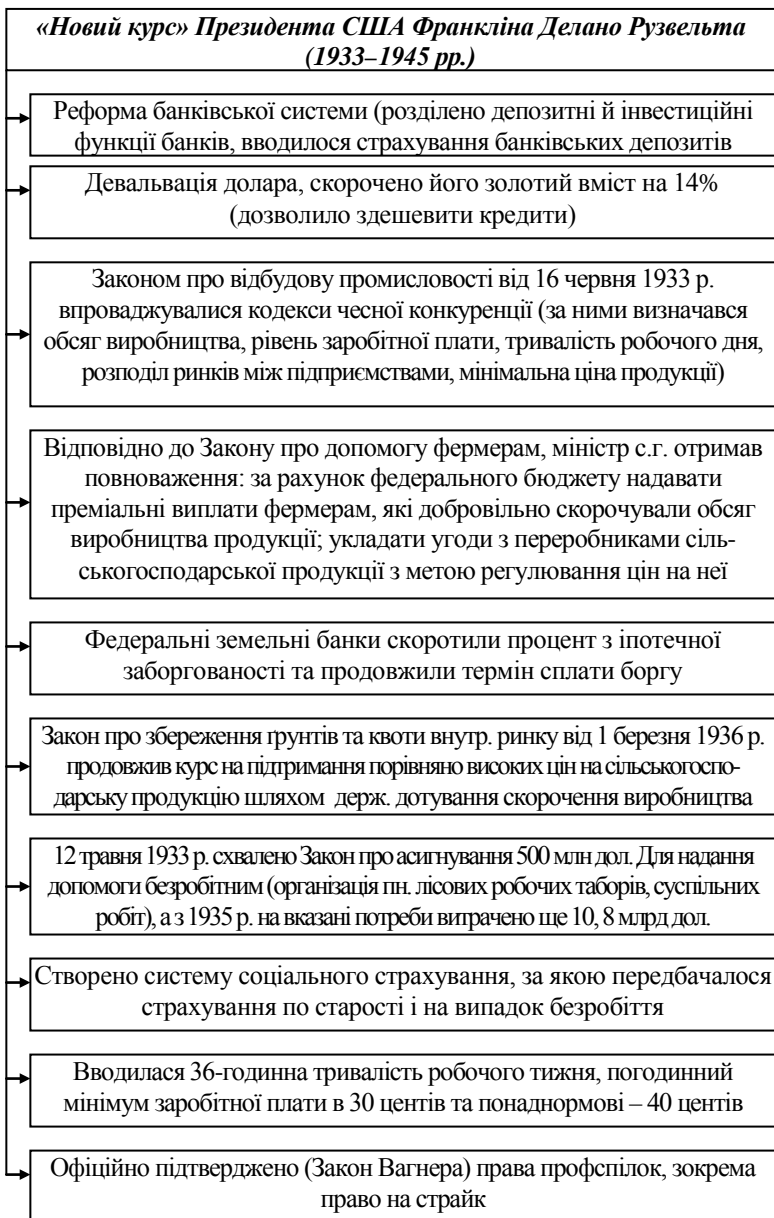 «Новий курс» Президента США Франкліна Делано Рузвельта
(1933–1945 рр.)
Реформа банківської системи (розділено депозитні й інвестиційні
функції банків, вводилося страхування банківських депозитів
Девальвація долара, скорочено його золотий вміст на 14%
(дозволило здешевити кредити)
Законом про відбудову промисловості від 16 червня 1933 р.
впроваджувалися кодекси чесної конкуренції (за ними визначався
обсяг виробництва, рівень заробітної плати, тривалість робочого дня,
розподіл ринків між підприємствами, мінімальна ціна продукції)
Відповідно до Закону про допомогу фермерам, міністр с.г. отримав
повноваження: за рахунок федерального бюджету надавати
преміальні виплати фермерам, які добровільно скорочували обсяг
виробництва продукції; укладати угоди з переробниками сіль-
ськогосподарської продукції з метою регулювання цін на неї
Федеральні земельні банки скоротили процент з іпотечної
заборгованості та продовжили термін сплати боргу
Закон про збереження ґрунтів та квоти внутр. ринку від 1 березня 1936 р.
продовжив курс на підтримання порівняно високих цін на сільськогоспо-
дарську продукцію шляхом держ. дотування скорочення виробництва
12 травня 1933 р. схвалено Закон про асигнування 500 млн дол. Для надання
допомоги безробітним (організація пн. лісових робочих таборів, суспільних
робіт), а з 1935 р. на вказані потреби витрачено ще 10, 8 млрд дол.
Створено систему соціального страхування, за якою передбачалося
страхування по старості і на випадок безробіття
Вводилася 36-годинна тривалість робочого тижня, погодинний
мінімум заробітної плати в 30 центів та понаднормові – 40 центів
Офіційно підтверджено (Закон Вагнера) права профспілок, зокрема
право на страйк